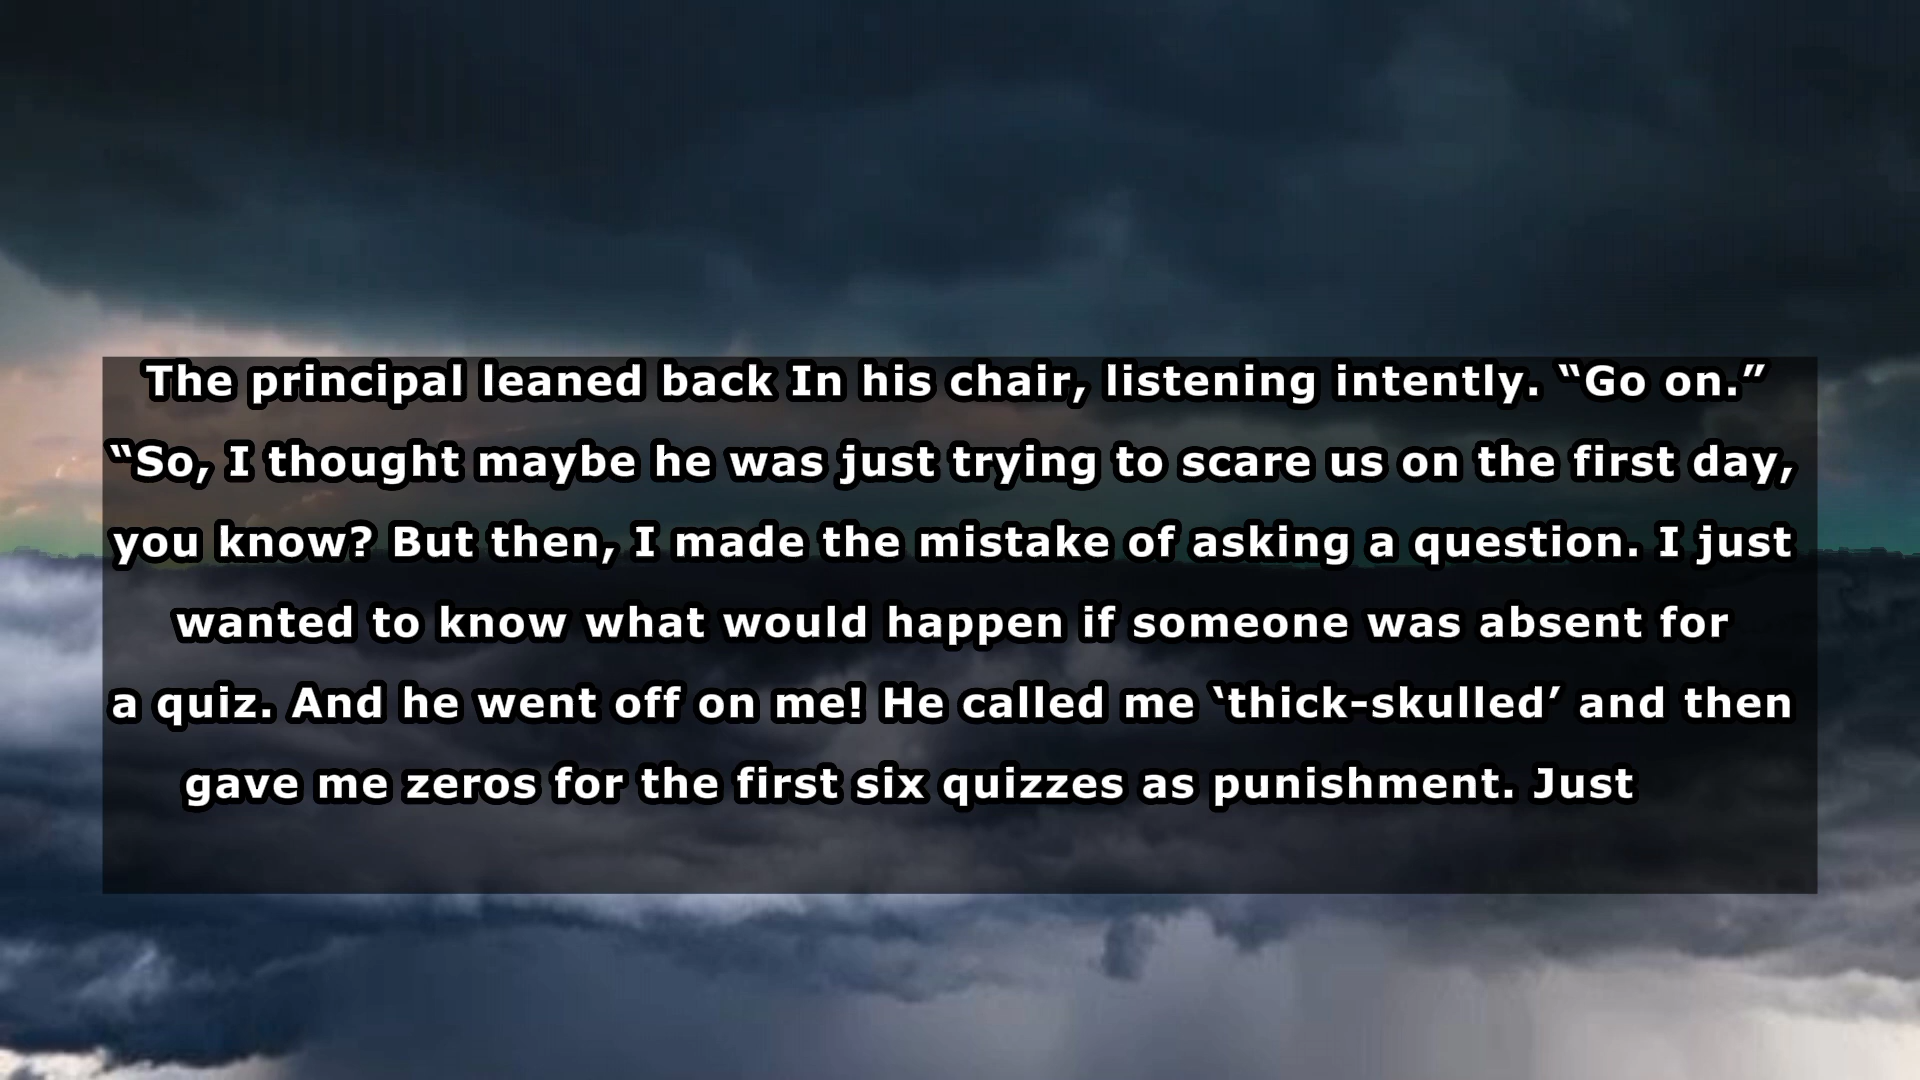 The principal leaned back In his chair, listening intently. “Go on.”
“So, I thought maybe he was just trying to scare us on the first day,
you know? But then, I made the mistake of asking a question. I just
wanted to know what would happen if someone was absent for
a quiz. And he went off on me! He called me ‘thick-skulled’ and then
gave me zeros for the first six quizzes as punishment. Just